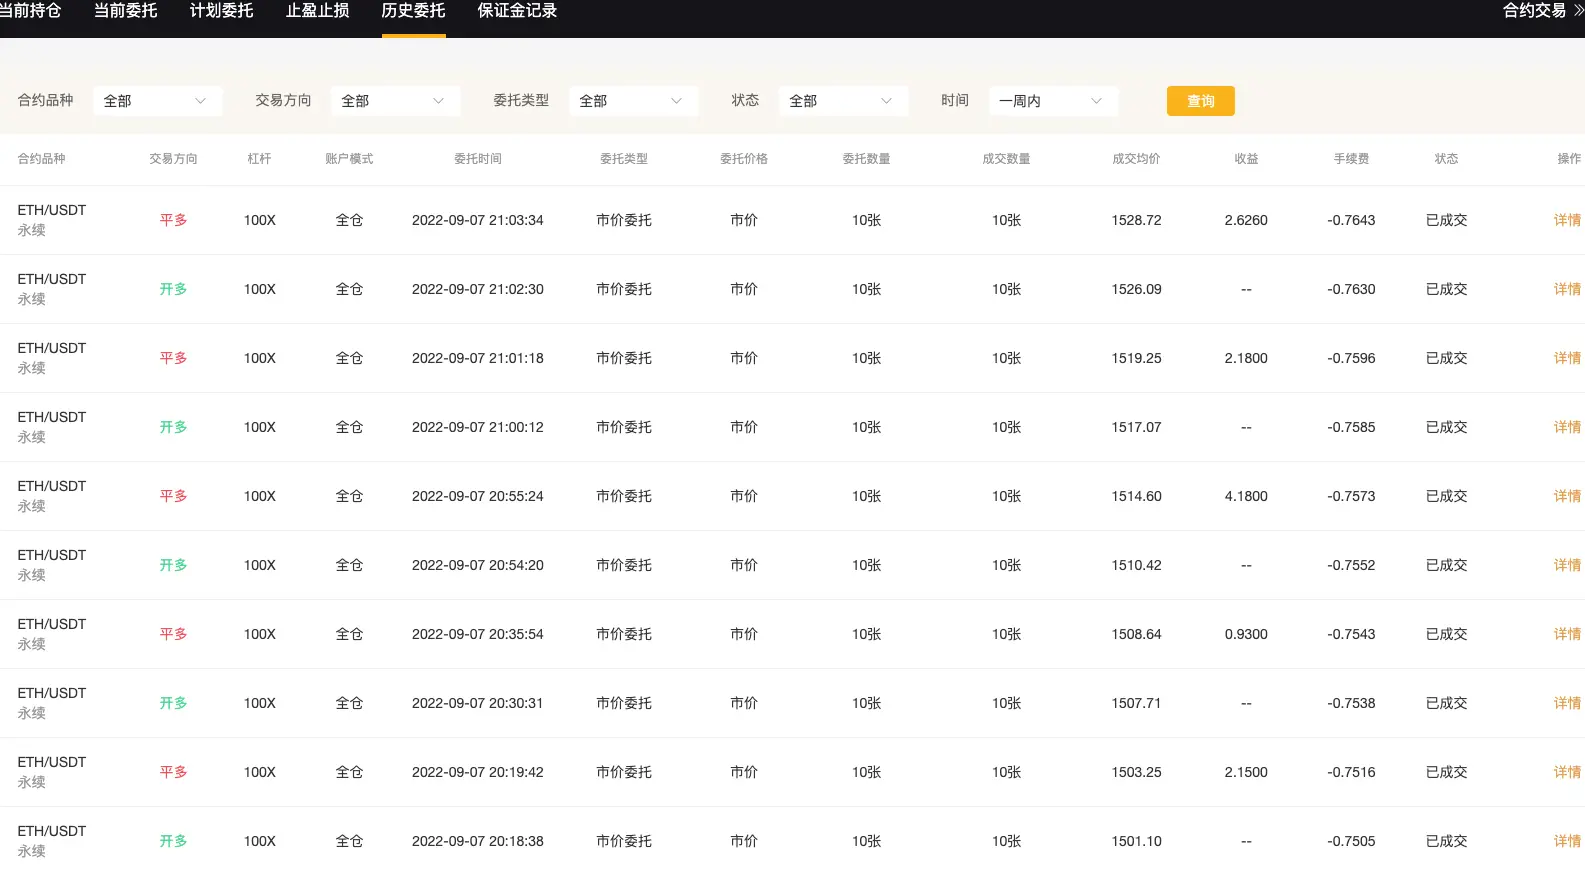 当前持仓 当前委托 计划委托 止盈止损 历史委托 保证金记录 合约交易
合约品种 全部 交易方向 全部 委托类型 全部 状态 全部 时间 一周内 查询
合约品种 交易方向 杠杆 账户模式 委托时间 委托类型 委托价格 委托数量 成交数量 成交均价 收益 手续费 状态 操作
ETH/USDT
永续 平多 100X 全仓 2022-09-07 21:03:34 市价委托 市价 10张 10张 1528.72 2.6260 -0.7643 已成交 详情
ETH/USDT
永续 开多 100X 全仓 2022-09-07 21:02:30 市价委托 市价 10张 10张 1526.09 -- -0.7630 已成交 详情
ETH/USDT
永续 平多 100X 全仓 2022-09-07 21:01:18 市价委托 市价 10张 10张 1519.25 2.1800 -0.7596 已成交 详情
ETH/USDT
永续 开多 100X 全仓 2022-09-07 21:00:12 市价委托 市价 10张 10张 1517.07 -- -0.7585 已成交 详情
ETH/USDT
永续 平多 100X 全仓 2022-09-07 20:55:24 市价委托 市价 10张 10张 1514.60 4.1800 -0.7573 已成交 详情
ETH/USDT
永续 开多 100X 全仓 2022-09-07 20:54:20 市价委托 市价 10张 10张 1510.42 -- -0.7552 已成交 详情
ETH/USDT
永续 平多 100X 全仓 2022-09-07 20:35:54 市价委托 市价 10张 10张 1508.64 0.9300 -0.7543 已成交 详情
ETH/USDT
永续 开多 100X 全仓 2022-09-07 20:30:31 市价委托 市价 10张 10张 1507.71 -- -0.7538 已成交 详情
ETH/USDT
永续 平多 100X 全仓 2022-09-07 20:19:42 市价委托 市价 10张 10张 1503.25 2.1500 -0.7516 已成交 详情
ETH/USDT
永续 开多 100X 全仓 2022-09-07 20:18:38 市价委托 市价 10张 10张 1501.10 -- -0.7505 已成交 详情